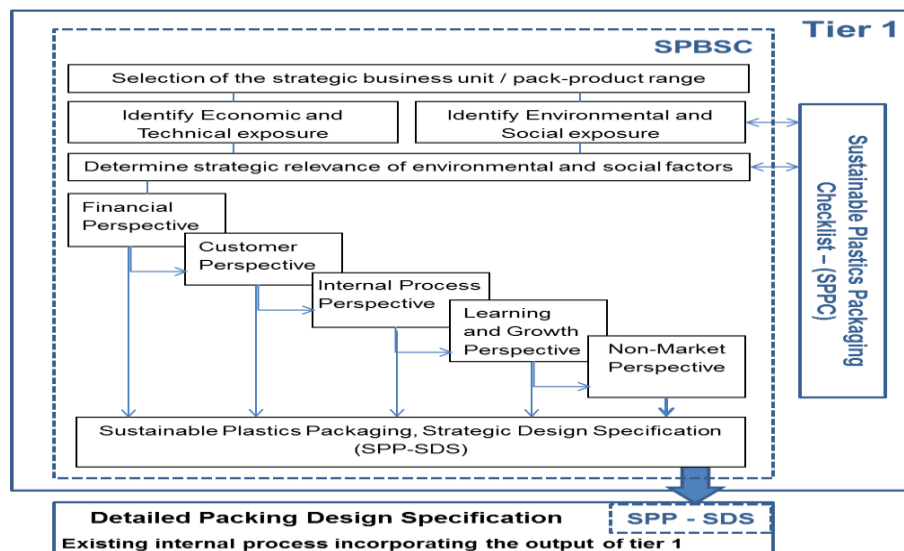 Tier 1
SPBSC
Selection of the strategic business unit / pack-product range
Identify Economic and
Technical exposure
Identify Environmental and
Social exposure
Determine strategic relevance of environmental and social factors
Financial
Perspective
Customer
Perspective
Internal Process
Perspective
Learning
and Growth
Perspective
Non-Market
Perspective
Sustainable Plastics Packaging, Strategic Design Specification
(SPP-SDS)
Sustainable Plastics Packaging
Checklist – (SPPC)
Detailed Packing Design Specification
SPP - SDS
Existing internal process incorporating the output of tier 1